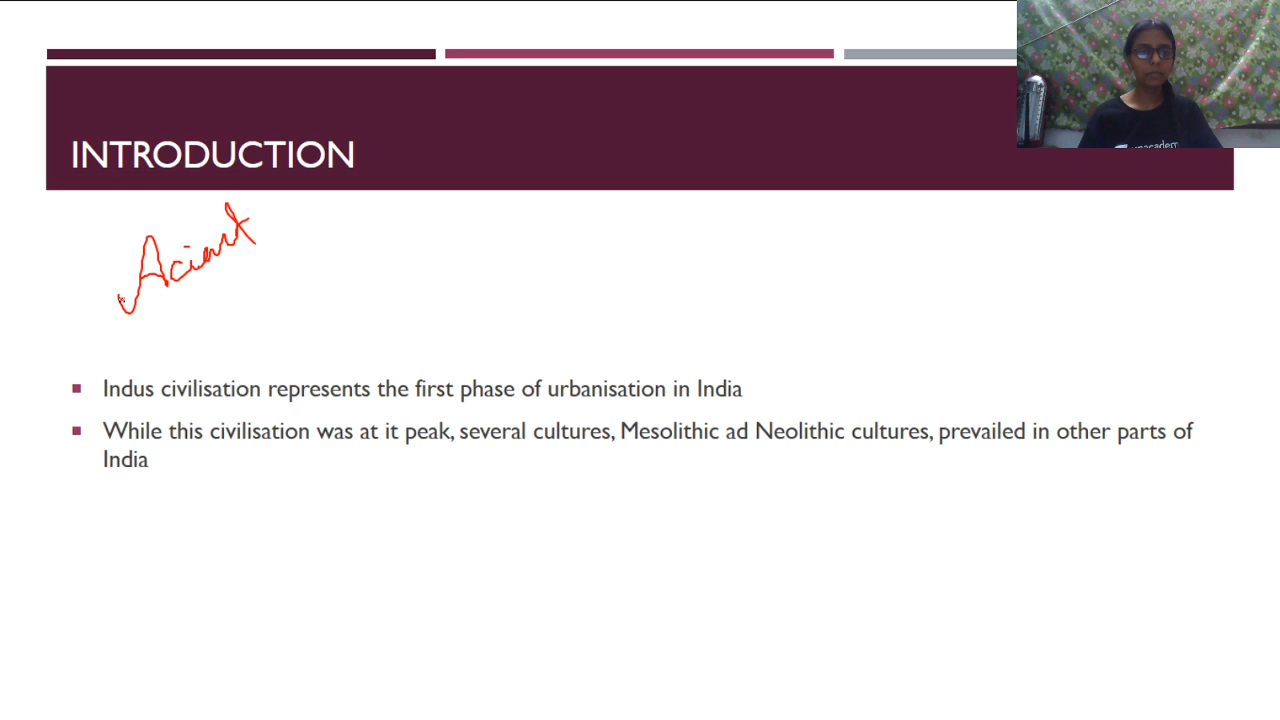 INTRODUCTION
Aciant
Indus civilisation represents the first phase of urbanisation in India
While this civilisation was at it peak, several cultures, Mesolithic ad Neolithic cultures, prevailed in other parts of
India